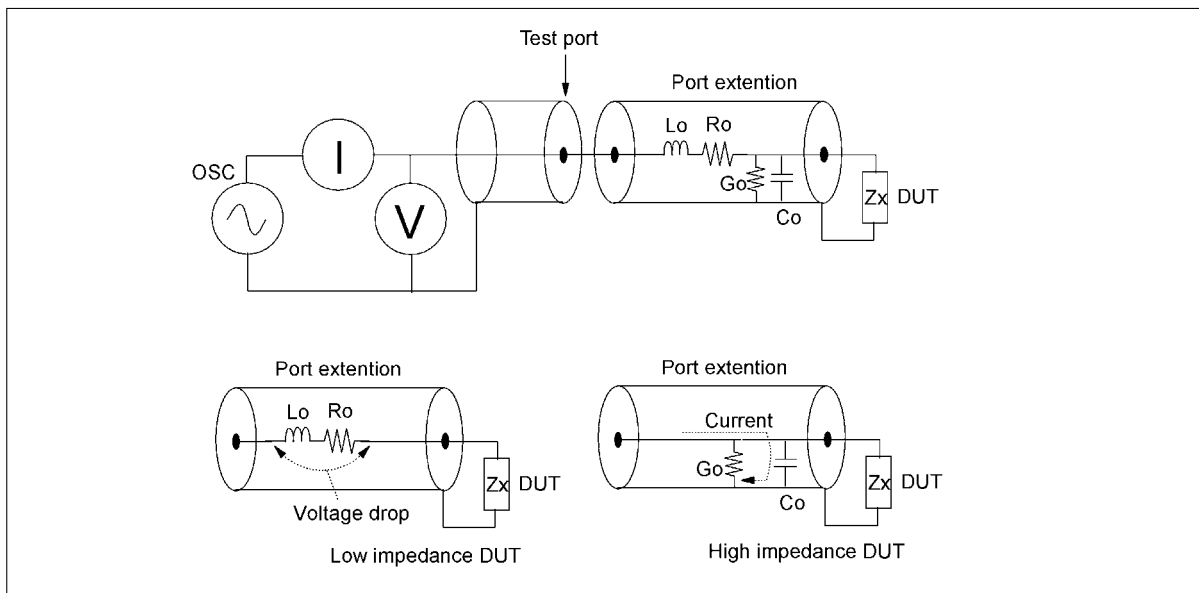 Test port
Port extention
Lo Ro
OSC I
V
Go
Co
Zx DUT
Port extention
Lo Ro
Zx DUT
Voltage drop
Low impedance DUT
Port extention
Current
Go
Co
Zx DUT
High impedance DUT